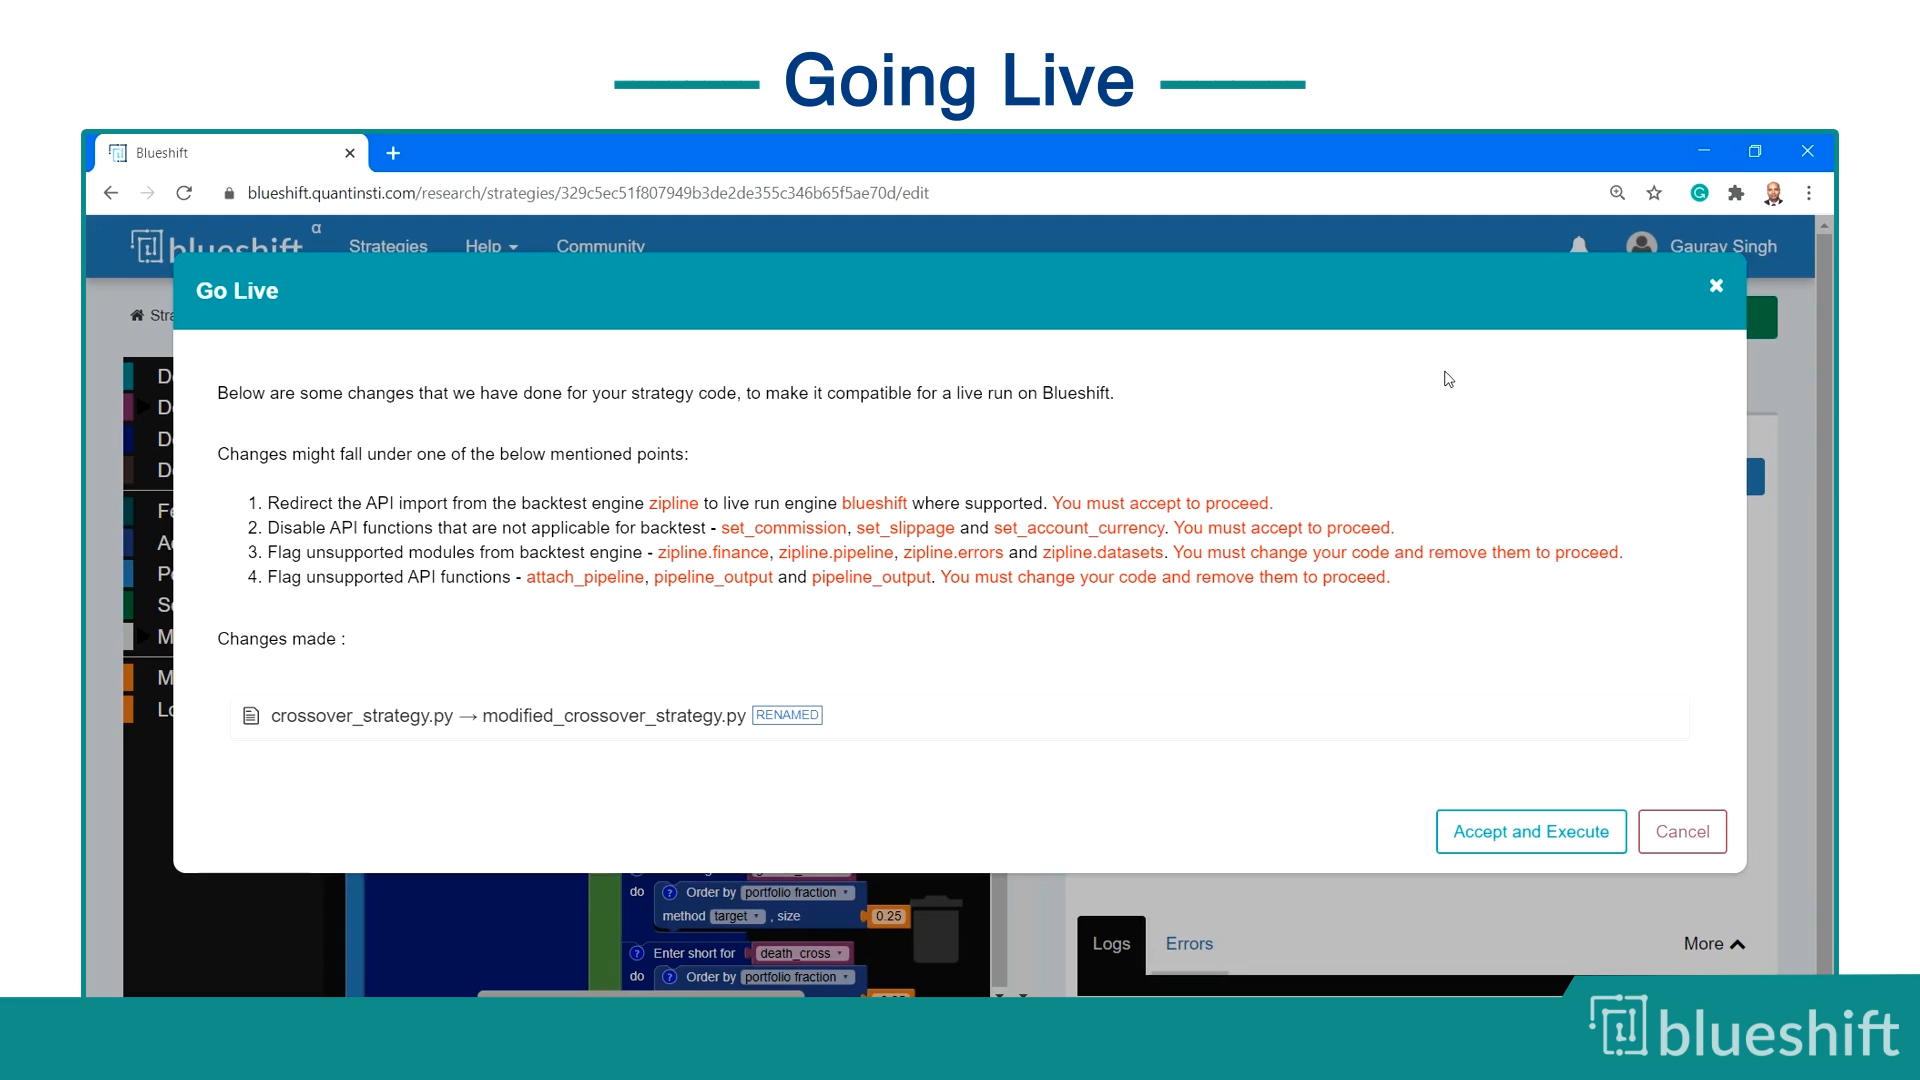 Going Live
Blueshift
blueshift.quantinsti.com/research/strategies/329c5ec51f807949b3de2de355c346b65f5ae70d/edit
blueshift α Strategies Help Community Gaurav Singh
Go Live
Below are some changes that we have done for your strategy code, to make it compatible for a live run on Blueshift.
Changes might fall under one of the below mentioned points:
1. Redirect the API import from the backtest engine zipline to live run engine blueshift where supported. You must accept to proceed.
2. Disable API functions that are not applicable for backtest - set_commission, set_slippage and set_account_currency. You must accept to proceed.
3. Flag unsupported modules from backtest engine - zipline.finance, zipline.pipeline, zipline.errors and zipline.datasets. You must change your code and remove them to proceed.
4. Flag unsupported API functions - attach_pipeline, pipeline_output and pipeline_output. You must change your code and remove them to proceed.
Changes made :
crossover_strategy.py → modified_crossover_strategy.py RENAMED
Accept and Execute Cancel
do ? Order by portfolio fraction
method target , size 0.25
? Enter short for death_cross
do ? Order by portfolio fraction
Logs Errors More
blueshift